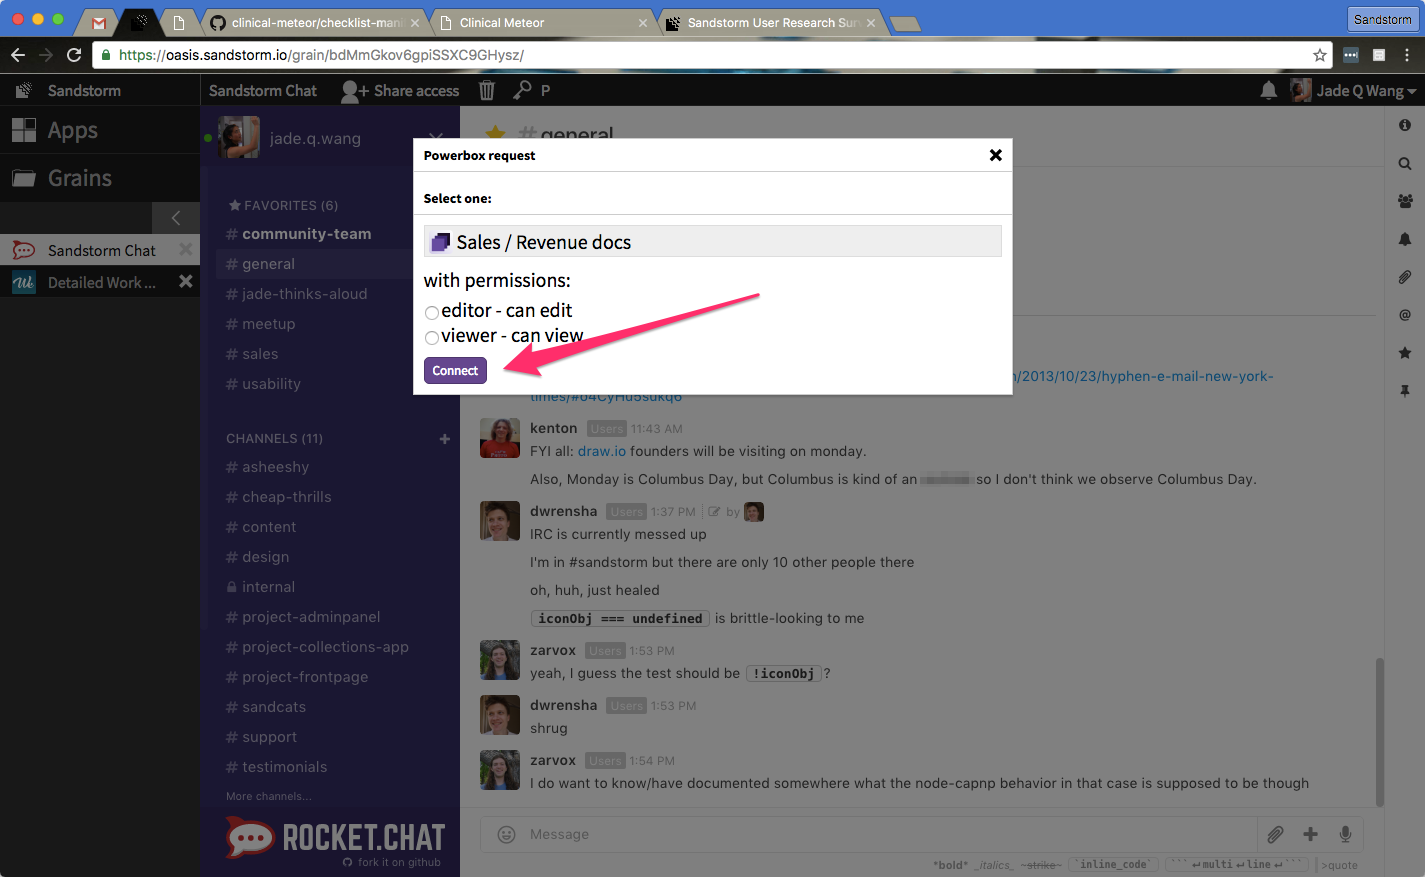 clinical-meteor/checklist-mani
Clinical Meteor
Sandstorm User Research Sur
Sandstorm
https://oasis.sandstorm.io/grain/bdMmGkov6gpiSSXC9GHysz/
Sandstorm
Sandstorm Chat
Share access
P
Jade Q Wang
Apps
Grains
Sandstorm Chat
Detailed Work ...
jade.q.wang
FAVORITES (6)
# community-team
# general
# jade-thinks-aloud
# meetup
# sales
# usability
CHANNELS (11)
+
# asheeshy
# cheap-thrills
# content
# design
internal
# project-adminpanel
# project-collections-app
# project-frontpage
# sandcats
# support
# testimonials
More channels...
ROCKET.CHAT
fork it on github
# general
Powerbox request
Select one:
Sales / Revenue docs
with permissions:
editor - can edit
viewer - can view
Connect
/2013/10/23/hyphen-e-mail-new-york-
times/#o4CyHu5sukq6
kenton Users 11:43 AM
FYI all: draw.io founders will be visiting on monday.
Also, Monday is Columbus Day, but Columbus is kind of an so I don't think we observe Columbus Day.
dwrensha Users 1:37 PM by
IRC is currently messed up
I'm in #sandstorm but there are only 10 other people there
oh, huh, just healed
iconObj === undefined is brittle-looking to me
zarvox Users 1:53 PM
yeah, I guess the test should be !iconObj ?
dwrensha Users 1:53 PM
shrug
zarvox Users 1:54 PM
I do want to know/have documented somewhere what the node-capnp behavior in that case is supposed to be though
Message
*bold* _italics_ ~strike~ `inline_code` ```↵multi↵line↵``` >quote